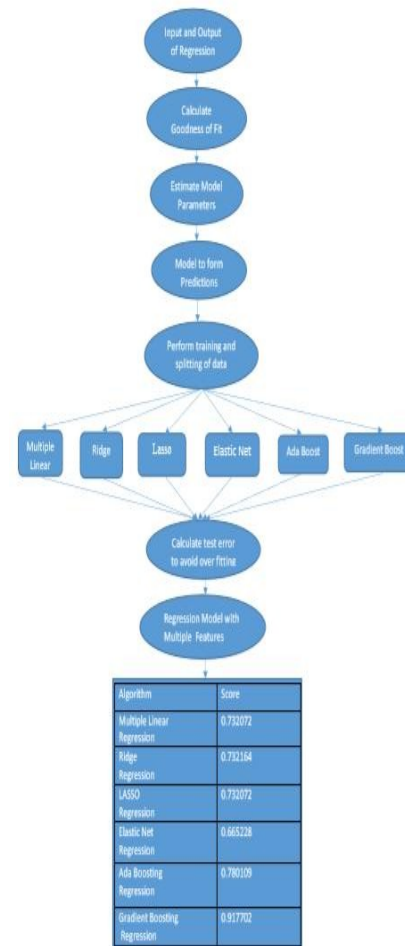 Input and Output
of Regression
Calculate
Goodness of Fit
Estimate Model
Parameters
Model to form
Predictions
Perform training and
splitting of data
Multiple
Linear
Ridge
Lasso
Elastic Net
Ada Boost
Gradient Boost
Calculate test error
to avoid over fitting
Regression Model with
Multiple Features
Algorithm Score
Multiple Linear 0.732072
Regression
Ridge 0.732164
Regression
LASSO 0.732072
Regression
Elastic Net 0.665228
Regression
Ada Boosting 0.780109
Regression
Gradient Boosting 0.917702
Regression